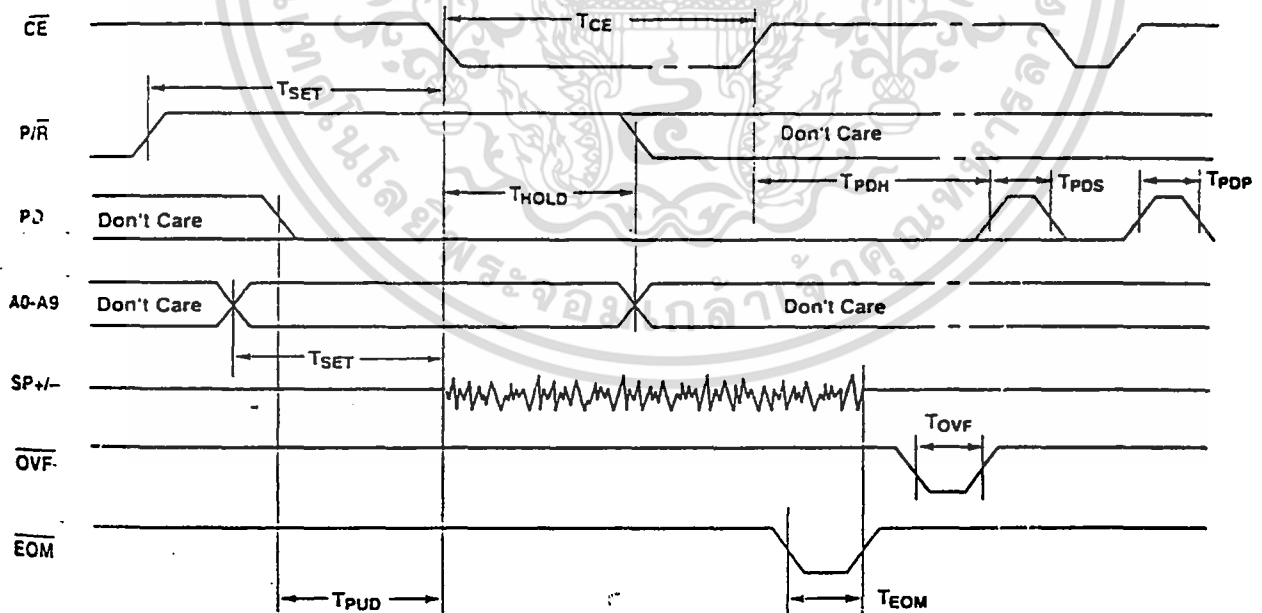 CE
TCE
TSET
P/R
Don't Care
THOLD
TPDH
TPDS
TPDP
PD
Don't Care
A0-A9
Don't Care
Don't Care
TSET
SP+/–
TOVF
OVF
EOM
TPUD
TEOM